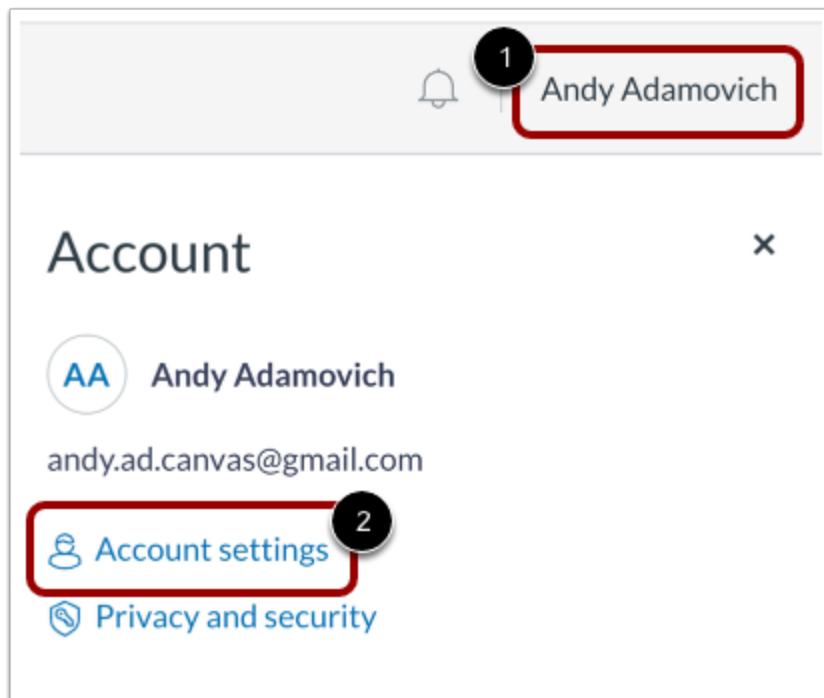 1
Andy Adamovich
Account
AA Andy Adamovich
andy.ad.canvas@gmail.com
2
Account settings
Privacy and security